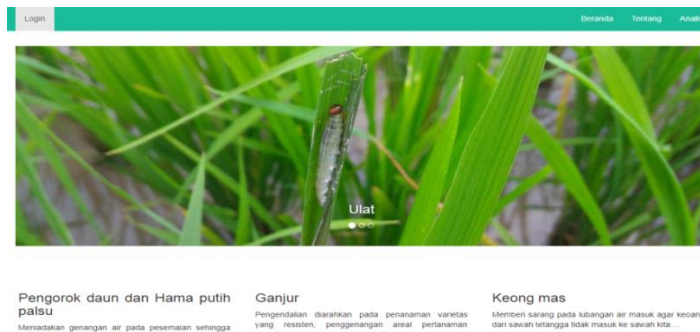 Login Beranda Tentang
Ulat
Pengorok daun dan Hama putih
palsu
Meniadakan genangan air pada pesemaian sehingga
Ganjur
Pengendalian diarahkan pada penanaman varietas
yang resisten, penggenangan areal pertanaman
Keong mas
Memberi sarang pada lubangan air masuk agar
dari sawah tetangga tidak masuk ke sawah kita....